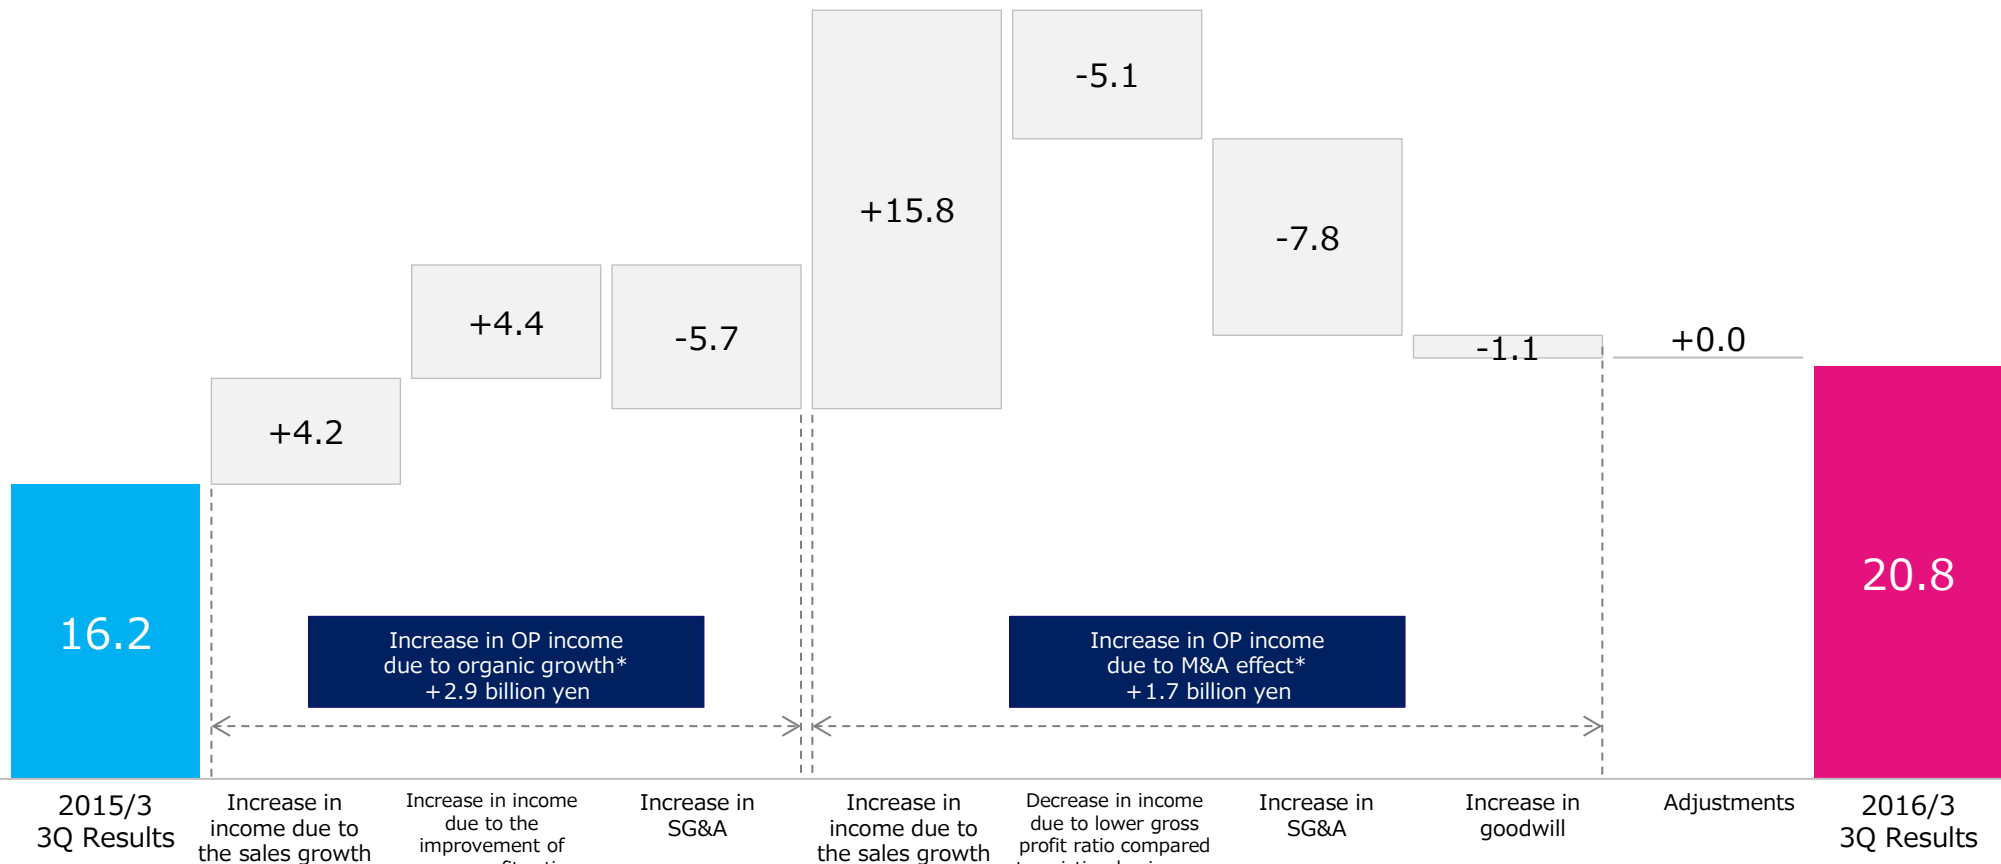 -5.1
+15.8
-7.8
+4.4
-5.7
-1.1
+0.0
+4.2
16.2
20.8
Increase in OP income
due to organic growth*
+2.9 billion yen
Increase in OP income
due to M&A effect*
+1.7 billion yen
2015/3
3Q Results
Increase in
income due to
the sales growth
Increase in income
due to the
improvement of
Increase in
SG&A
Increase in
income due to
the sales growth
Decrease in income
due to lower gross
profit ratio compared
Increase in
SG&A
Increase in
goodwill
Adjustments
2016/3
3Q Results